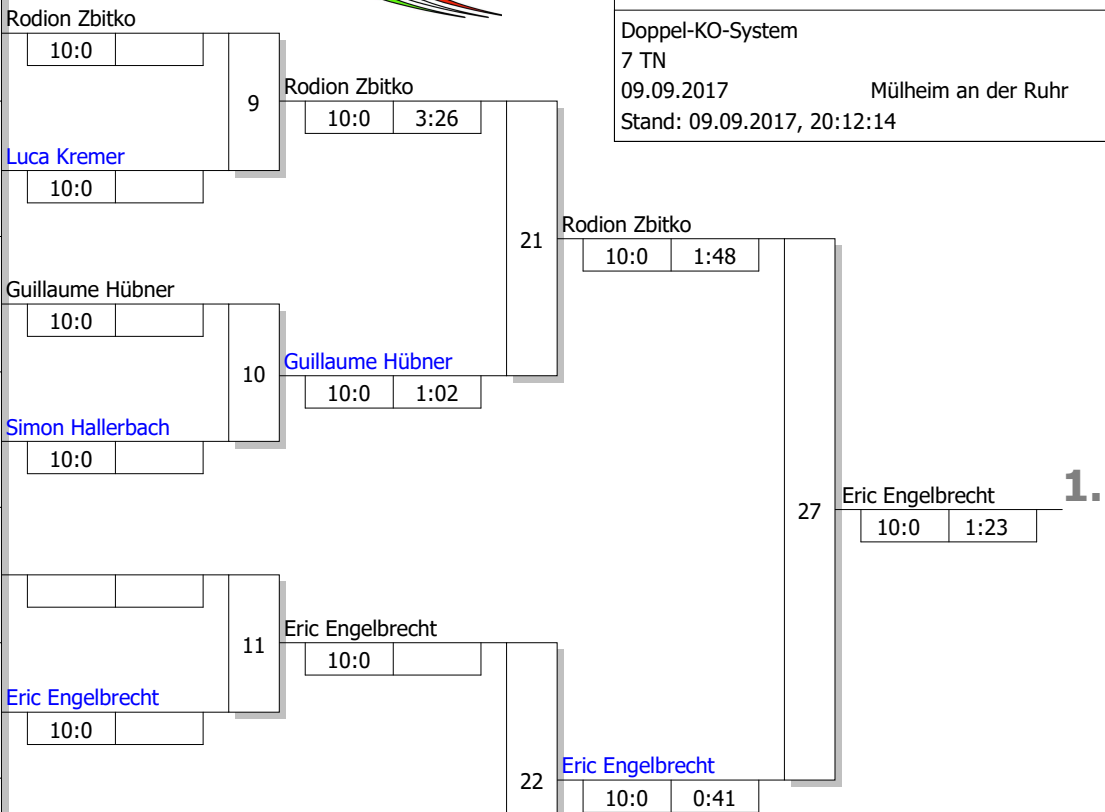 Rodion Zbitko
10:0
Doppel-KO-System
7 TN
09.09.2017 Mülheim an der Ruhr
Stand: 09.09.2017, 20:12:14
9
Rodion Zbitko
10:0 3:26
Luca Kremer
10:0
21
Rodion Zbitko
10:0 1:48
Guillaume Hübner
10:0
10
Guillaume Hübner
10:0 1:02
Simon Hallerbach
10:0
27
Eric Engelbrecht
1.
10:0 1:23
11
Eric Engelbrecht
10:0
Eric Engelbrecht
10:0
22
Eric Engelbrecht
10:0 0:41